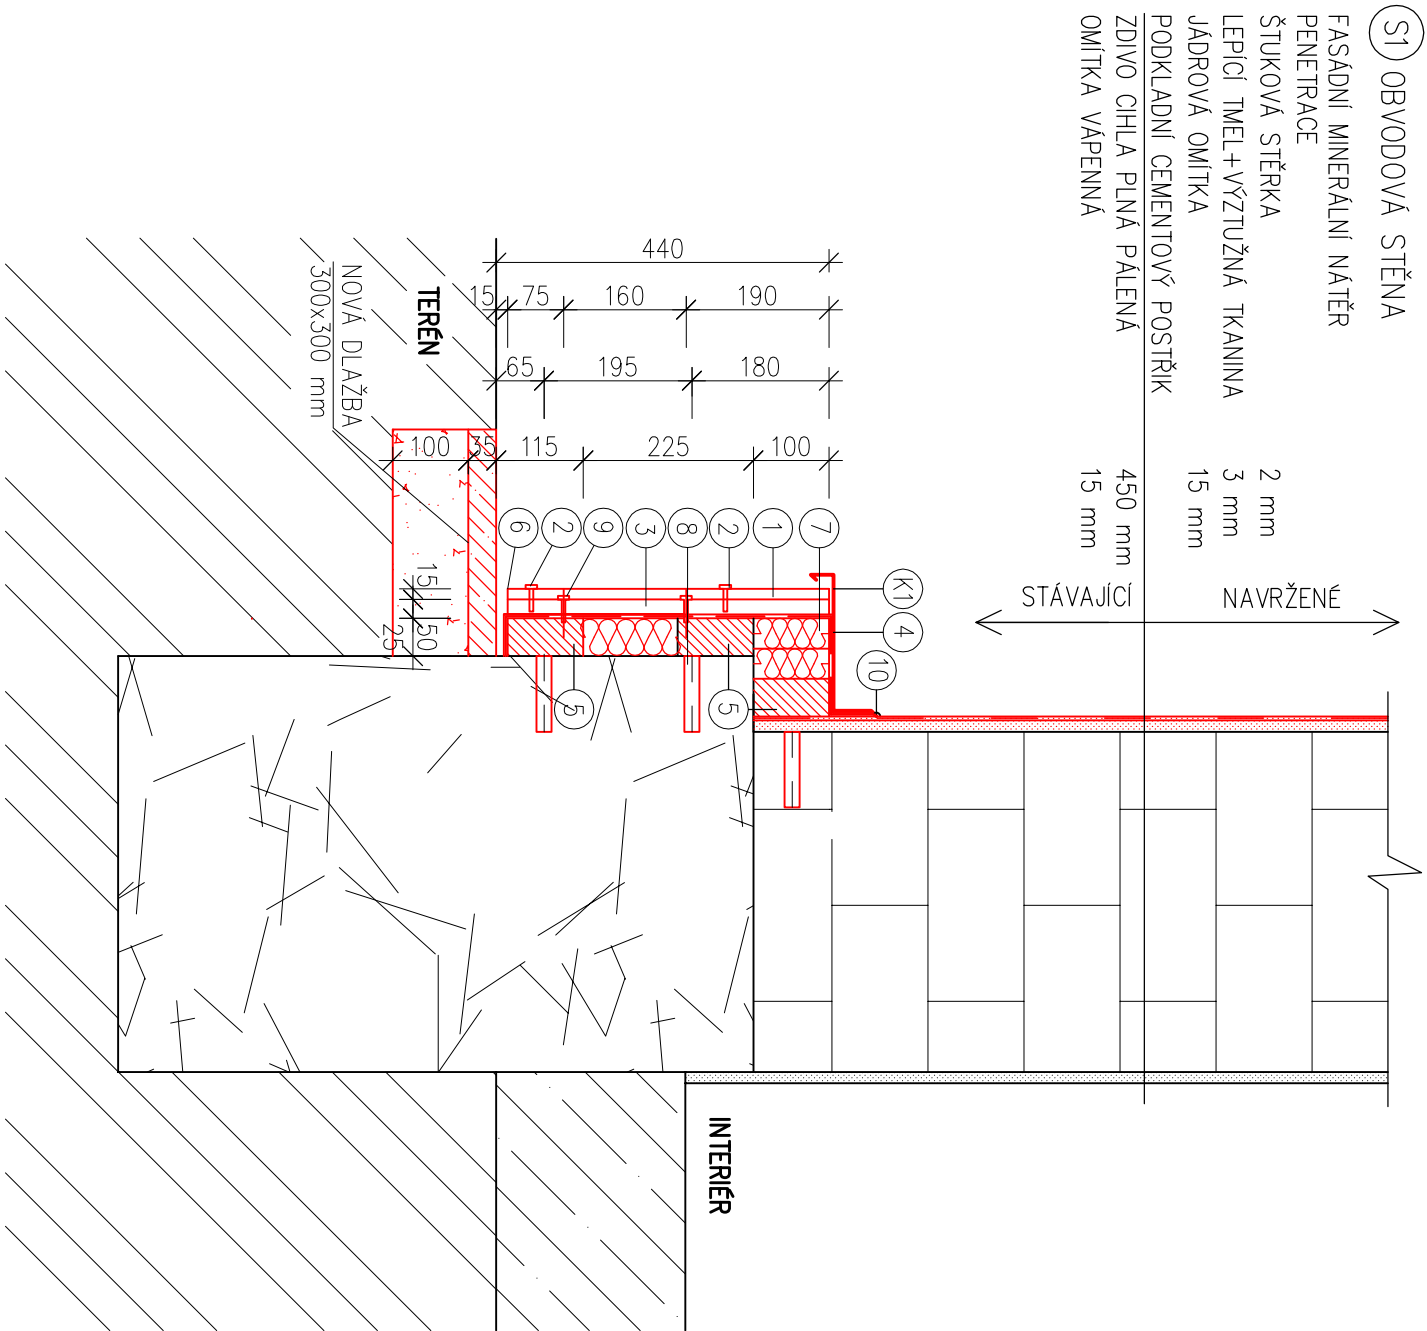 S1 OBVODOVÁ STĚNA
FASÁDNÍ MINERÁLNÍ NÁTĚR
PENETRACE
ŠTUKOVÁ STĚRKA 2 mm
LEPÍCÍ TMEL+VÝZTUŽNÁ TKANINA 3 mm
JÁDROVÁ OMÍTKA 15 mm
PODKLADNÍ CEMENTOVÝ POSTŘIK
ZDIVO CIHLA PLNÁ PÁLENÁ 450 mm
OMÍTKA VÁPENNÁ 15 mm
NAVRŽENÉ
STÁVAJÍCÍ
440
15 75 160 190
65 195 180
100 35 115 225 100
6 2 9 3 8 2 1 7
K1
4
10
5
5
15
50
25
TERÉN
NOVÁ DLAŽBA
300x300 mm
INTERIÉR